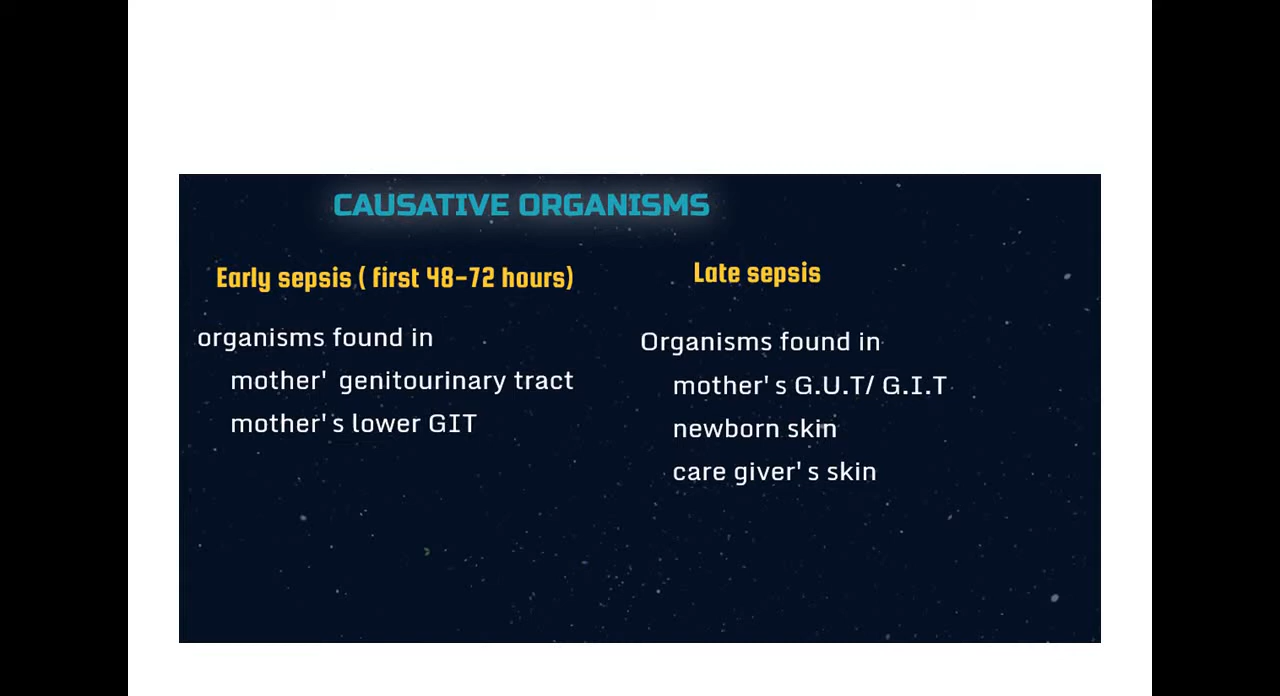 CAUSATIVE ORGANISMS
Early sepsis ( first 48-72 hours)
organisms found in
mother' genitourinary tract
mother's lower GIT
Late sepsis
Organisms found in
mother's G.U.T/ G.I.T
newborn skin
care giver's skin